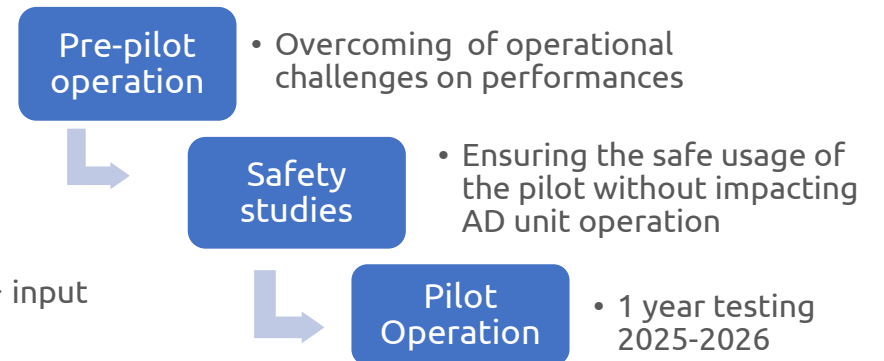 Pre-pilot
operation
• Overcoming of operational
challenges on performances
Safety
studies
• Ensuring the safe usage of
the pilot without impacting
AD unit operation
input
Pilot
Operation
• 1 year testing
2025-2026